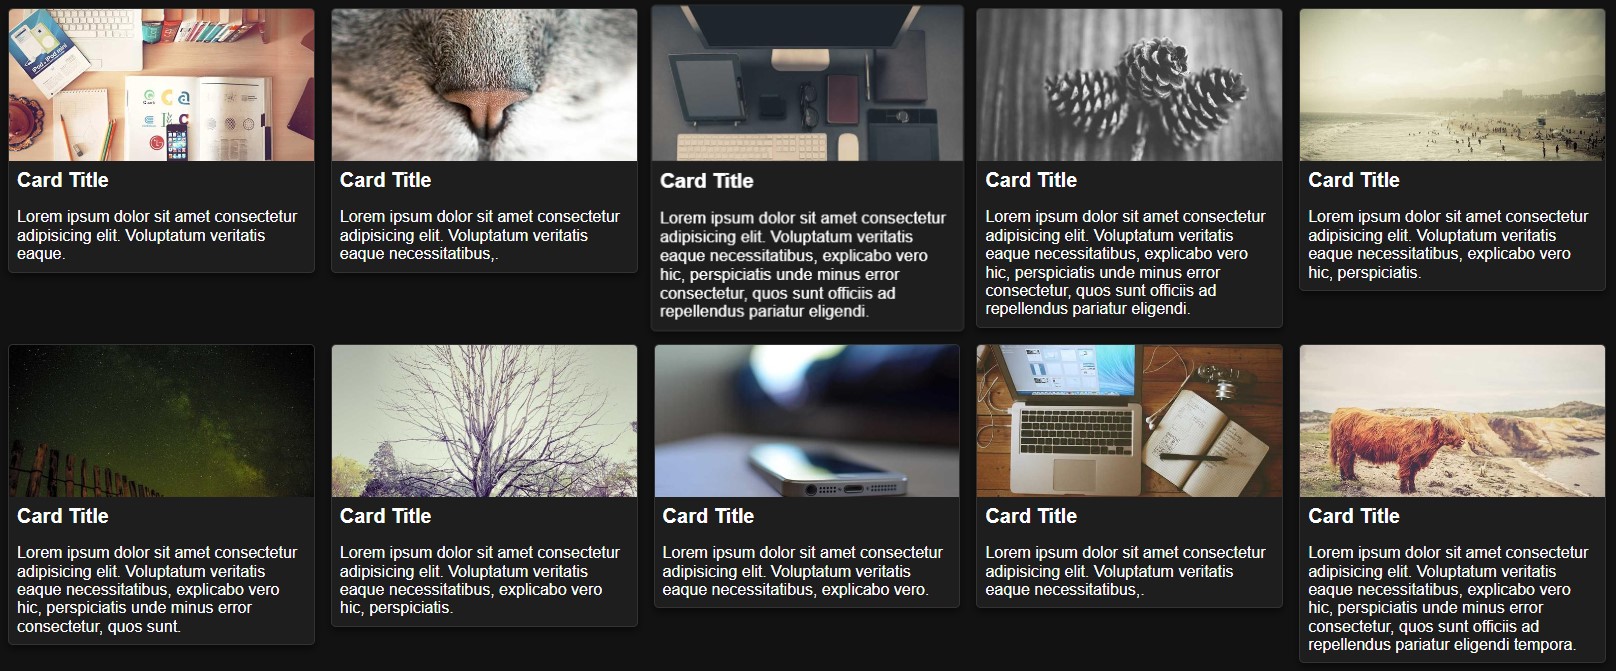 iPod + iPod mini
Card Title
Lorem ipsum dolor sit amet consectetur
adipisicing elit. Voluptatum veritatis
eaque.
Card Title
Lorem ipsum dolor sit amet consectetur
adipisicing elit. Voluptatum veritatis
eaque necessitatibus,.
Card Title
Lorem ipsum dolor sit amet consectetur
adipisicing elit. Voluptatum veritatis
eaque necessitatibus, explicabo vero
hic, perspiciatis unde minus error
consectetur, quos sunt officiis ad
repellendus pariatur eligendi.
Card Title
Lorem ipsum dolor sit amet consectetur
adipisicing elit. Voluptatum veritatis
eaque necessitatibus, explicabo vero
hic, perspiciatis unde minus error
consectetur, quos sunt officiis ad
repellendus pariatur eligendi.
Card Title
Lorem ipsum dolor sit amet consectetur
adipisicing elit. Voluptatum veritatis
eaque necessitatibus, explicabo vero
hic, perspiciatis.
Card Title
Lorem ipsum dolor sit amet consectetur
adipisicing elit. Voluptatum veritatis
eaque necessitatibus, explicabo vero
hic, perspiciatis unde minus error
consectetur, quos sunt.
Card Title
Lorem ipsum dolor sit amet consectetur
adipisicing elit. Voluptatum veritatis
eaque necessitatibus, explicabo vero
hic, perspiciatis.
Card Title
Lorem ipsum dolor sit amet consectetur
adipisicing elit. Voluptatum veritatis
eaque necessitatibus, explicabo vero.
Card Title
Lorem ipsum dolor sit amet consectetur
adipisicing elit. Voluptatum veritatis
eaque necessitatibus,.
Card Title
Lorem ipsum dolor sit amet consectetur
adipisicing elit. Voluptatum veritatis
eaque necessitatibus, explicabo vero
hic, perspiciatis unde minus error
consectetur, quos sunt officiis ad
repellendus pariatur eligendi tempora.